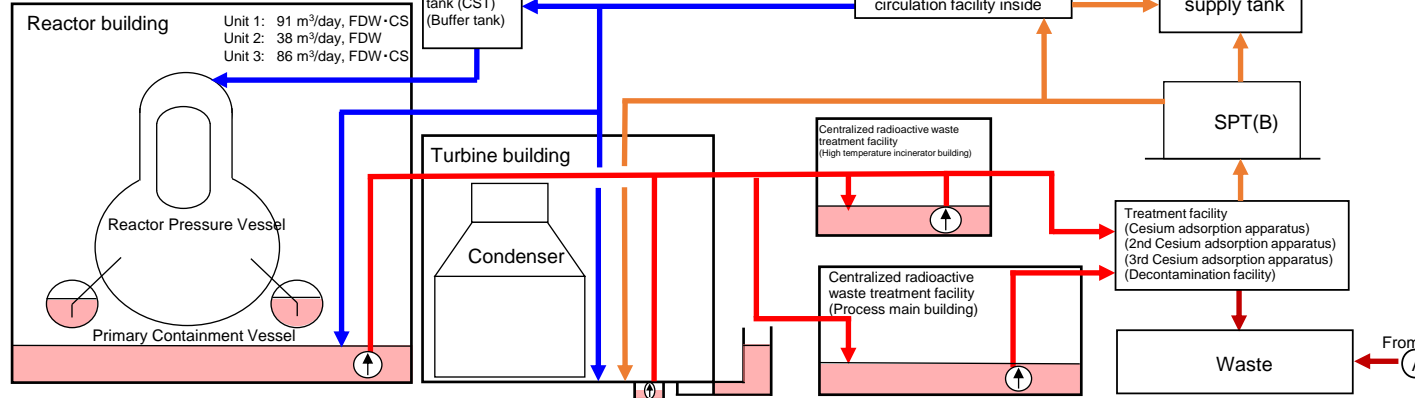 tank (CST)
(Buffer tank)
circulation facility inside
supply tank
Reactor building
Unit 1: 91 m³/day, FDW・CS
Unit 2: 38 m³/day, FDW
Unit 3: 86 m³/day, FDW・CS
SPT(B)
Centralized radioactive waste
treatment facility
(High temperature incinerator building)
Turbine building
Reactor Pressure Vessel
Condenser
Treatment facility
(Cesium adsorption apparatus)
(2nd Cesium adsorption apparatus)
(3rd Cesium adsorption apparatus)
(Decontamination facility)
Centralized radioactive
waste treatment facility
(Process main building)
Primary Containment Vessel
Waste
From